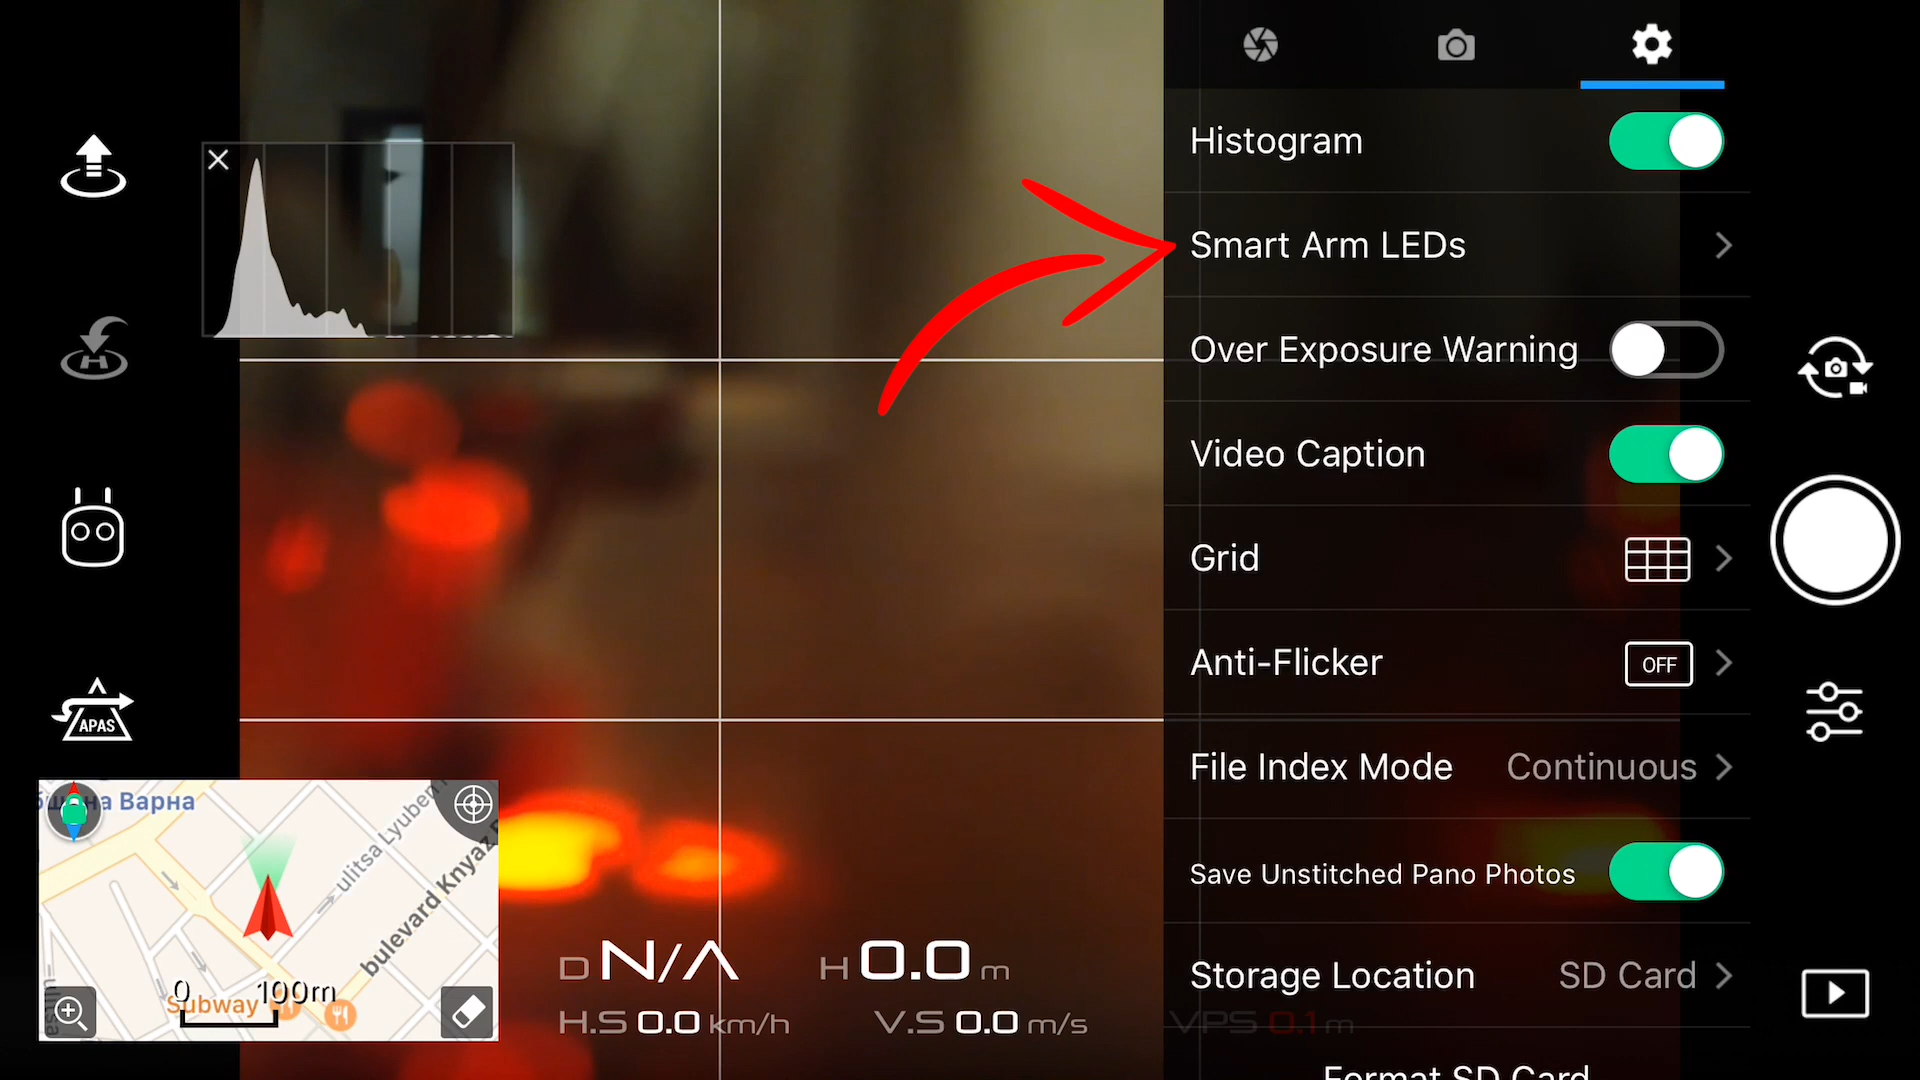 Histogram
Smart Arm LEDs
Over Exposure Warning
Video Caption
Grid
Anti-Flicker
OFF
File Index Mode Continuous
Save Unstitched Pano Photos
Storage Location SD Card
Format SD Card
H
APAS
Варна
ulitsa Lyuben
bulevard Knyaz
Subway
0 100m
D N/A H 0.0 m
H.S 0.0 km/h V.S 0.0 m/s VPS 0.1 m